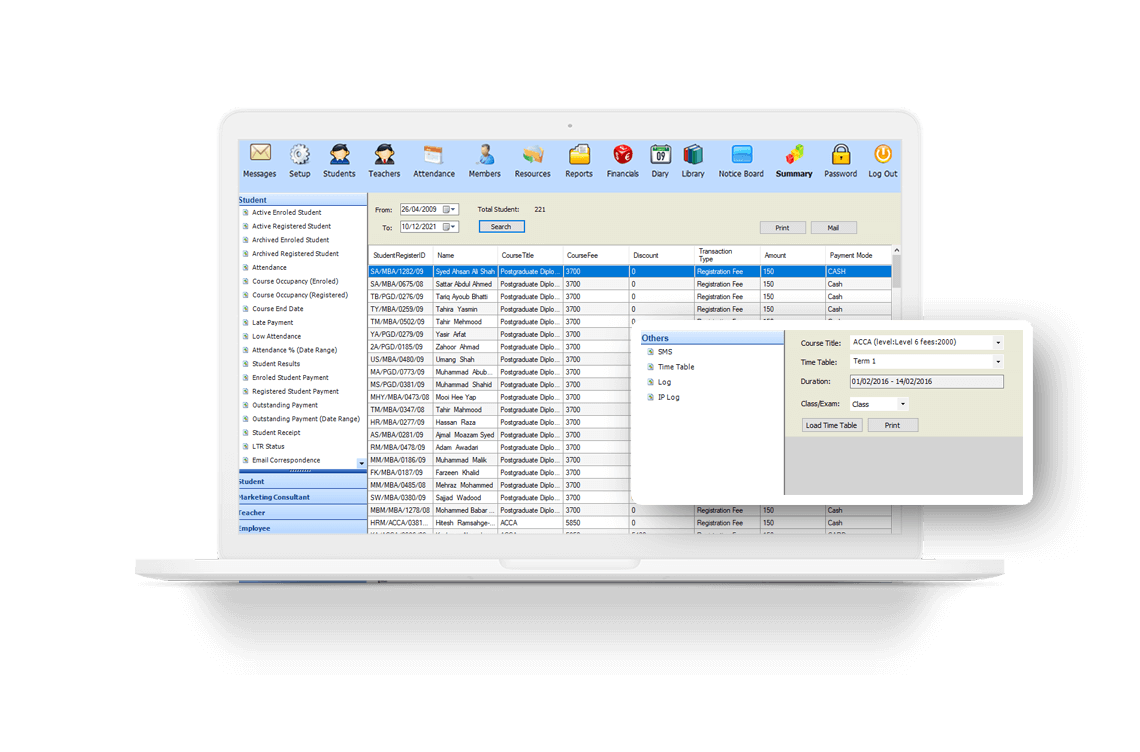 Messages Setup Students Teachers Attendance Members Resources Reports Financials Diary Library Notice Board Summary Password Log Out
09
Student
Active Enroled Student
Active Registered Student
Archived Enroled Student
Archived Registered Student
Attendance
Course Occupancy (Enroled)
Course Occupancy (Registered)
Course End Date
Late Payment
Low Attendance
Attendance % (Date Range)
Student Results
Enroled Student Payment
Registered Student Payment
Outstanding Payment
Outstanding Payment (Date Range)
Student Receipt
LTR Status
Email Correspondence
Student
Marketing Consultant
Teacher
Employee
From: 26/04/2009 Total Student: 221
To: 10/12/2021 Search
Print Mail
StudentRegisterID Name CourseTitle CourseFee Discount Transaction Type Amount Payment Mode
SA/MBA/1282/09 Syed Ahsan Ali Shah Postgraduate Diplo... 3700 0 Registration Fee 150 CASH
SA/MBA/0675/08 Sattar Abdul Ahmed Postgraduate Diplo... 3700 0 Registration Fee 150 Cash
TB/PGD/0276/09 Tariq Ayoub Bhatti Postgraduate Diplo... 3700 0 Registration Fee 150 Cash
TY/MBA/0259/09 Tahira Yasmin Postgraduate Diplo... 3700 0 Registration Fee 150 Cash
TM/MBA/0502/09 Tahir Mehmood Postgraduate Diplo... 3700 0
YA/PGD/0279/09 Yasir Arfat Postgraduate Diplo... 3700
2A/PGD/0185/09 Zahoor Ahmad Postgraduate Diplo... 3700
US/MBA/0480/09 Umang Shah Postgraduate Diplo... 3700
MA/PGD/0773/09 Muhammad Abub... Postgraduate Diplo... 3700
MS/PGD/0381/09 Muhammad Shahid Postgraduate Diplo... 3700
MHY/MBA/0473/08 Mooi Hee Yap Postgraduate Diplo... 3700
TM/MBA/0347/08 Tahir Mahmood Postgraduate Diplo... 3700
HR/MBA/0277/09 Hassan Raza Postgraduate Diplo... 3700
AS/MBA/0281/09 Ajmal Moazam Syed Postgraduate Diplo... 3700
RM/MBA/0478/09 Adam Awadari Postgraduate Diplo... 3700
MM/MBA/0186/09 Muhammad Malik Postgraduate Diplo... 3700
FK/MBA/0187/09 Farzeen Khalid Postgraduate Diplo... 3700
MM/MBA/0485/08 Mehraz Mohammed Postgraduate Diplo... 3700
SW/MBA/0380/09 Sajjad Wadood Postgraduate Diplo... 3700
MBM/MBA/1278/08 Mohammed Babar ... Postgraduate Diplo... 3700 0 Registration Fee 150 Cash
HRM/ACCA/0381... Hitesh Ramsahge-... ACCA 5850 0 Registration Fee 150 Cash
Others
SMS
Time Table
Log
IP Log
Course Title: ACCA (level:Level 6 fees:2000)
Time Table: Term 1
Duration: 01/02/2016 - 14/02/2016
Class/Exam: Class
Load Time Table Print